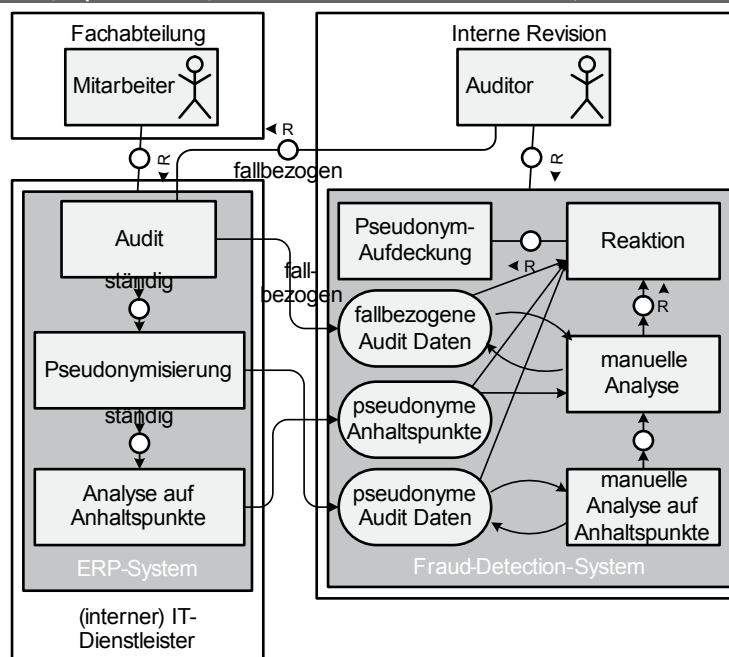 Fachabteilung
Mitarbeiter
Interne Revision
Auditor
R
R
fallbezogen
R
Audit
ständig
fall-
bezogen
Pseudonym-
Aufdeckung
R
Reaktion
fallbezogene
Audit Daten
R
Pseudonymisierung
ständig
manuelle
Analyse
pseudonyme
Anhaltspunkte
Analyse auf
Anhaltspunkte
pseudonyme
Audit Daten
manuelle
Analyse auf
Anhaltspunkte
ERP-System
Fraud-Detection-System
(interner) IT-
Dienstleister